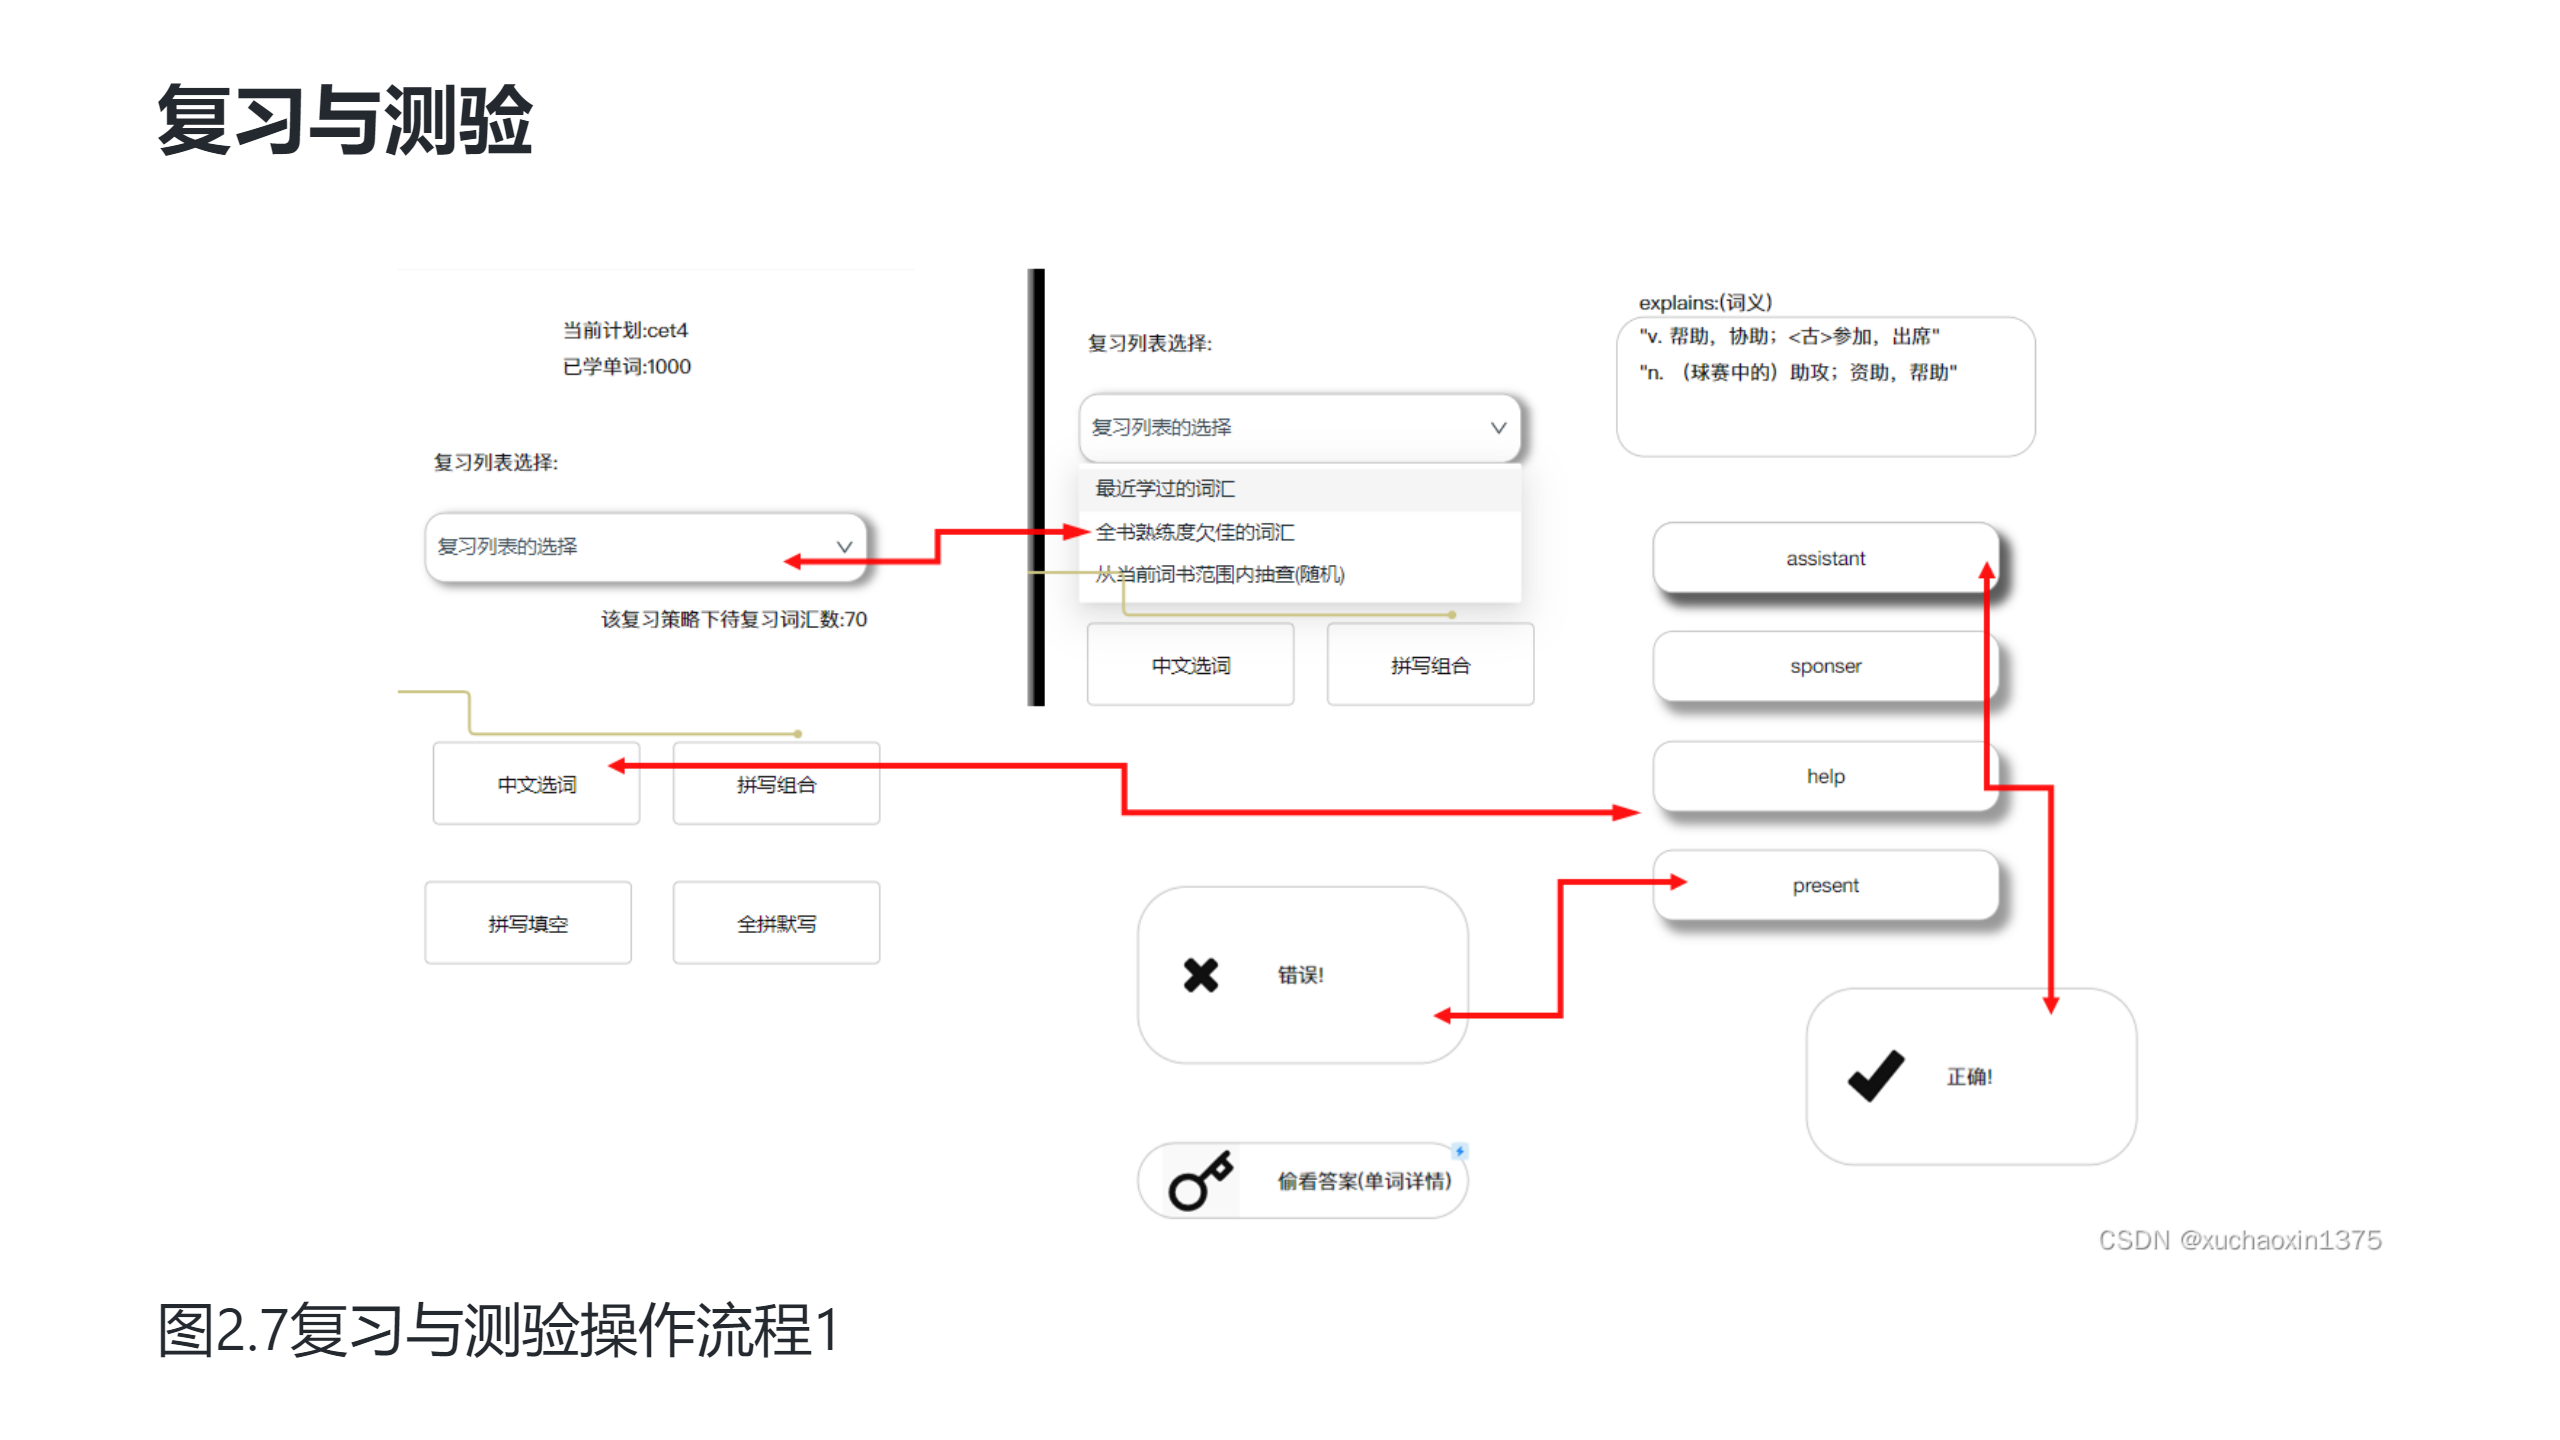 复习与测验
当前计划:cet4
已学单词:1000
复习列表选择:
复习列表的选择
该复习策略下待复习词汇数:70
中文选词
拼写组合
拼写填空
全拼默写
复习列表选择:
复习列表的选择
最近学过的词汇
全书熟练度欠佳的词汇
从当前词书范围内抽查(随机)
中文选词
拼写组合
explains:(词义)
"v. 帮助，协助；<古>参加，出席"
"n. （球赛中的）助攻；资助，帮助"
assistant
sponser
help
present
错误!
正确!
偷看答案(单词详情)
CSDN @xuchaoxin1375
图2.7复习与测验操作流程1